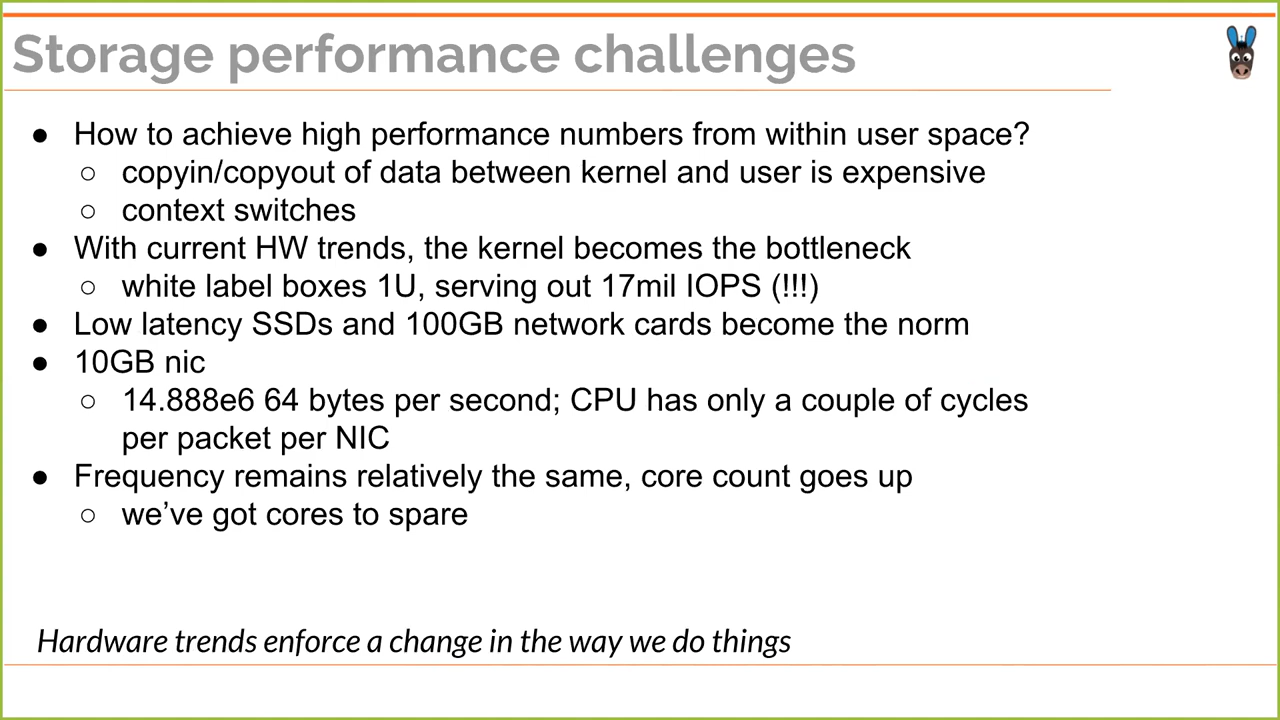 Storage performance challenges
● How to achieve high performance numbers from within user space?
○ copyin/copyout of data between kernel and user is expensive
○ context switches
● With current HW trends, the kernel becomes the bottleneck
○ white label boxes 1U, serving out 17mil IOPS (!!!)
● Low latency SSDs and 100GB network cards become the norm
● 10GB nic
○ 14.888e6 64 bytes per second; CPU has only a couple of cycles
per packet per NIC
● Frequency remains relatively the same, core count goes up
○ we’ve got cores to spare
Hardware trends enforce a change in the way we do things